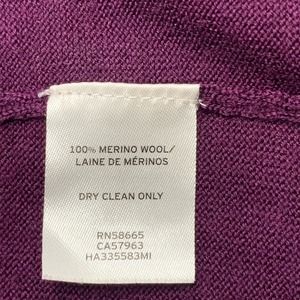 100% MERINO WOOL/
LAINE DE MÉRINOS
DRY CLEAN ONLY
RN58665
CA57963
HA335583MI